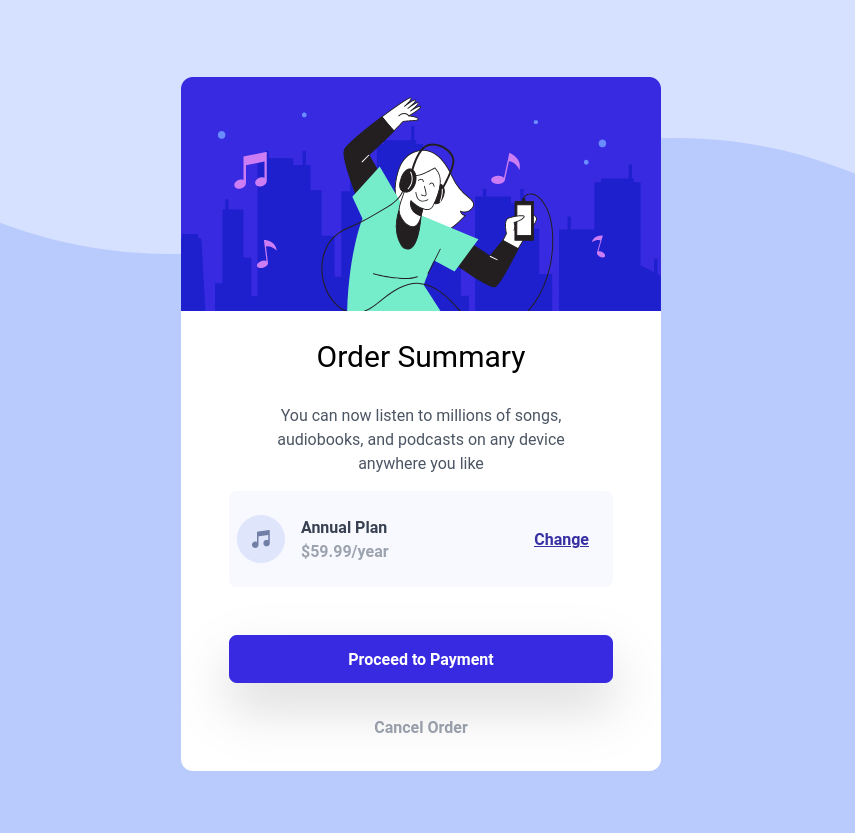 Order Summary
You can now listen to millions of songs,
audiobooks, and podcasts on any device
anywhere you like
Annual Plan
$59.99/year
Change
Proceed to Payment
Cancel Order